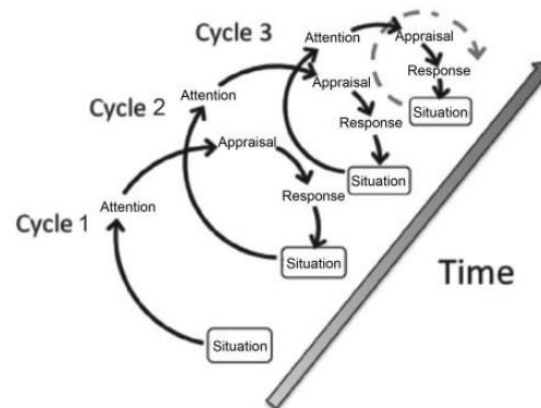 Cycle 3
Attention
Appraisal
Response
Situation
Cycle 2
Attention
Appraisal
Response
Situation
Cycle 1
Attention
Appraisal
Response
Situation
Situation
Time